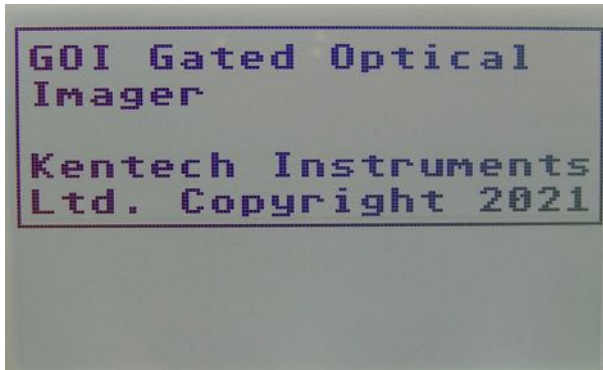 GOI Gated Optical
Imager
Kentech Instruments
Ltd. Copyright 2021